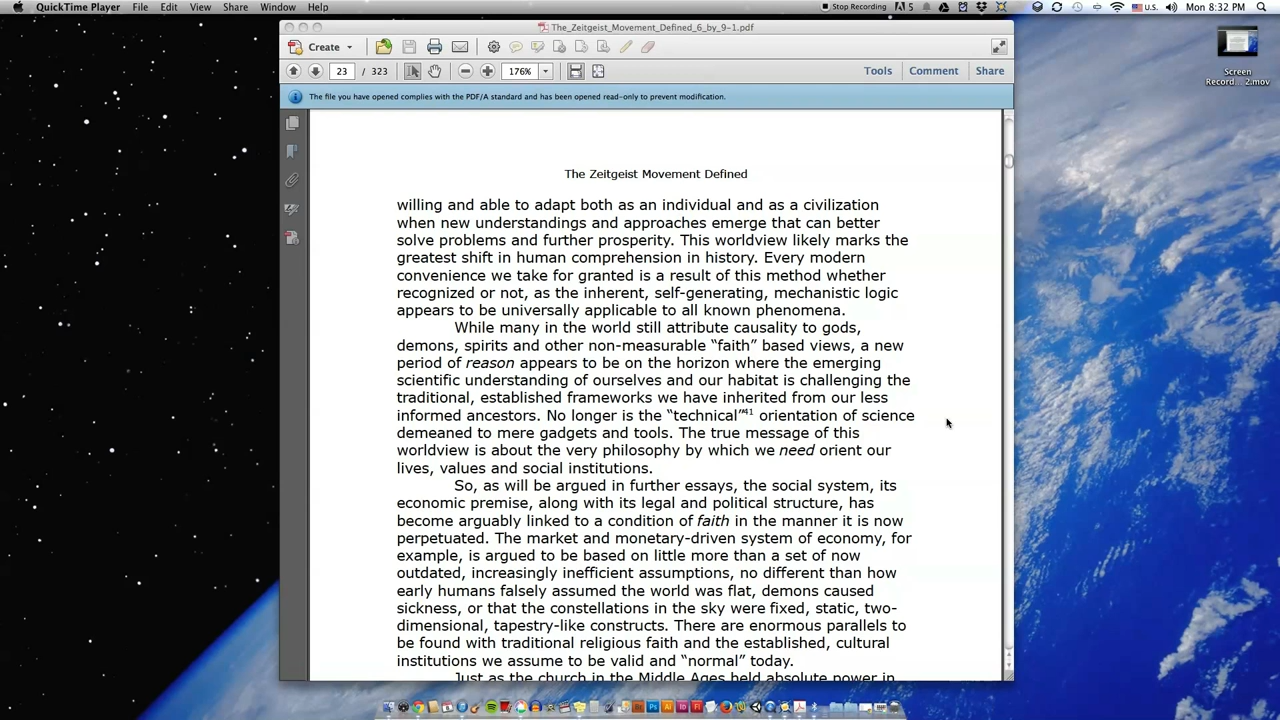 QuickTime Player File Edit View Share Window Help
Stop Recording 5 U.S. Mon 8:32 PM
The_Zeitgeist_Movement_Defined_6_by_9-1.pdf
Create
23 / 323 176% Tools Comment Share
The file you have opened complies with the PDF/A standard and has been opened read-only to prevent modification.
Screen
Record... 2.mov
The Zeitgeist Movement Defined
willing and able to adapt both as an individual and as a civilization
when new understandings and approaches emerge that can better
solve problems and further prosperity. This worldview likely marks the
greatest shift in human comprehension in history. Every modern
convenience we take for granted is a result of this method whether
recognized or not, as the inherent, self-generating, mechanistic logic
appears to be universally applicable to all known phenomena.
While many in the world still attribute causality to gods,
demons, spirits and other non-measurable “faith” based views, a new
period of reason appears to be on the horizon where the emerging
scientific understanding of ourselves and our habitat is challenging the
traditional, established frameworks we have inherited from our less
informed ancestors. No longer is the “technical”41 orientation of science
demeaned to mere gadgets and tools. The true message of this
worldview is about the very philosophy by which we need orient our
lives, values and social institutions.
So, as will be argued in further essays, the social system, its
economic premise, along with its legal and political structure, has
become arguably linked to a condition of faith in the manner it is now
perpetuated. The market and monetary-driven system of economy, for
example, is argued to be based on little more than a set of now
outdated, increasingly inefficient assumptions, no different than how
early humans falsely assumed the world was flat, demons caused
sickness, or that the constellations in the sky were fixed, static, two-
dimensional, tapestry-like constructs. There are enormous parallels to
be found with traditional religious faith and the established, cultural
institutions we assume to be valid and “normal” today.
Just as the church in the Middle Ages held absolute power in